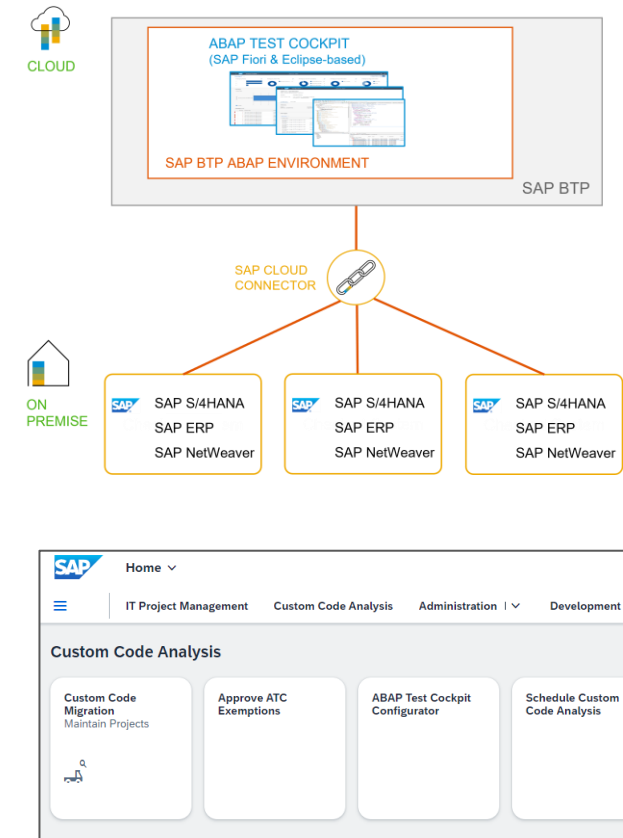 CLOUD
ABAP TEST COCKPIT
(SAP Fiori & Eclipse-based)
SAP BTP ABAP ENVIRONMENT
SAP BTP
SAP CLOUD
CONNECTOR
ON
PREMISE
SAP
SAP S/4HANA
SAP ERP
SAP NetWeaver
SAP
SAP S/4HANA
SAP ERP
SAP NetWeaver
SAP
SAP S/4HANA
SAP ERP
SAP NetWeaver
SAP
Home
IT Project Management
Custom Code Analysis
Administration
Development
Custom Code Analysis
Custom Code
Migration
Maintain Projects
Approve ATC
Exemptions
ABAP Test Cockpit
Configurator
Schedule Custom
Code Analysis